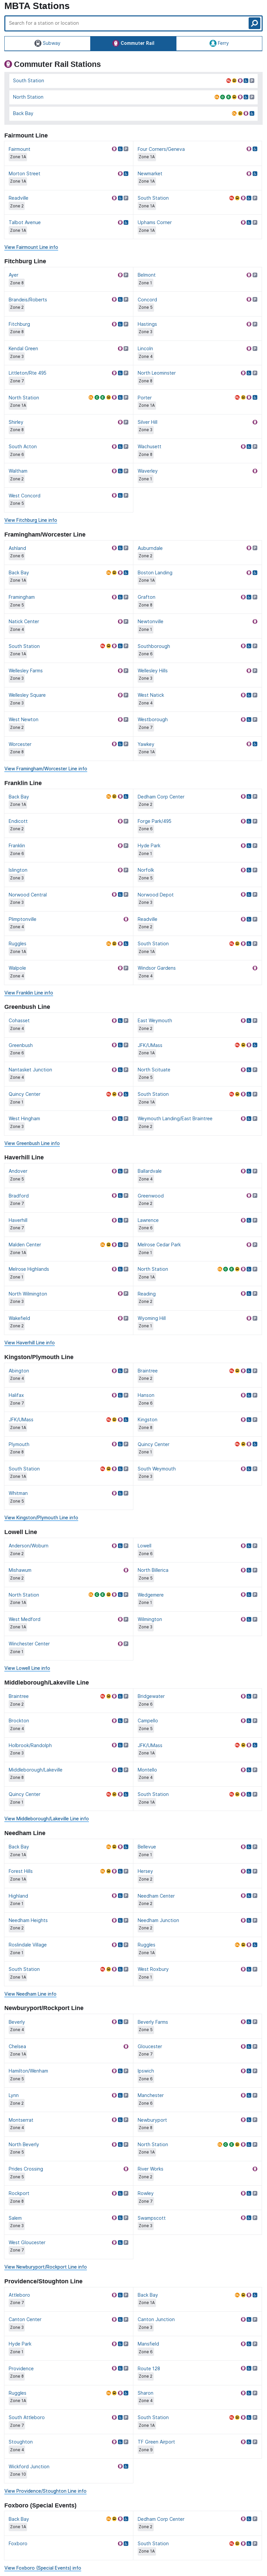 MBTA Stations
Search for a station or location
Subway
Commuter Rail
Ferry
Commuter Rail Stations
South Station
North Station
Back Bay
Fairmount Line
Fairmount
Zone 1A
Four Corners/Geneva
Zone 1A
Morton Street
Zone 1A
Newmarket
Zone 1A
Readville
Zone 2
South Station
Zone 1A
Talbot Avenue
Zone 1A
Uphams Corner
Zone 1A
View Fairmount Line info
Fitchburg Line
Ayer
Zone 8
Belmont
Zone 1
Brandeis/Roberts
Zone 2
Concord
Zone 5
Fitchburg
Zone 8
Hastings
Zone 3
Kendal Green
Zone 3
Lincoln
Zone 4
Littleton/Rte 495
Zone 7
North Leominster
Zone 8
North Station
Zone 1A
Porter
Zone 1A
Shirley
Zone 8
Silver Hill
Zone 3
South Acton
Zone 6
Wachusett
Zone 8
Waltham
Zone 2
Waverley
Zone 1
West Concord
Zone 5
View Fitchburg Line info
Framingham/Worcester Line
Ashland
Zone 6
Auburndale
Zone 2
Back Bay
Zone 1A
Boston Landing
Zone 1A
Framingham
Zone 5
Grafton
Zone 8
Natick Center
Zone 4
Newtonville
Zone 1
South Station
Zone 1A
Southborough
Zone 6
Wellesley Farms
Zone 3
Wellesley Hills
Zone 3
Wellesley Square
Zone 3
West Natick
Zone 4
West Newton
Zone 2
Westborough
Zone 7
Worcester
Zone 8
Yawkey
Zone 1A
View Framingham/Worcester Line info
Franklin Line
Back Bay
Zone 1A
Dedham Corp Center
Zone 2
Endicott
Zone 2
Forge Park/495
Zone 6
Franklin
Zone 6
Hyde Park
Zone 1
Islington
Zone 3
Norfolk
Zone 5
Norwood Central
Zone 3
Norwood Depot
Zone 3
Plimptonville
Zone 4
Readville
Zone 2
Ruggles
Zone 1A
South Station
Zone 1A
Walpole
Zone 4
Windsor Gardens
Zone 4
View Franklin Line info
Greenbush Line
Cohasset
Zone 4
East Weymouth
Zone 2
Greenbush
Zone 6
JFK/UMass
Zone 1A
Nantasket Junction
Zone 4
North Scituate
Zone 5
Quincy Center
Zone 1
South Station
Zone 1A
West Hingham
Zone 3
Weymouth Landing/East Braintree
Zone 2
View Greenbush Line info
Haverhill Line
Andover
Zone 5
Ballardvale
Zone 4
Bradford
Zone 7
Greenwood
Zone 2
Haverhill
Zone 7
Lawrence
Zone 6
Malden Center
Zone 1A
Melrose Cedar Park
Zone 1
Melrose Highlands
Zone 1
North Station
Zone 1A
North Wilmington
Zone 3
Reading
Zone 2
Wakefield
Zone 2
Wyoming Hill
Zone 1
View Haverhill Line info
Kingston/Plymouth Line
Abington
Zone 4
Braintree
Zone 2
Halifax
Zone 7
Hanson
Zone 6
JFK/UMass
Zone 1A
Kingston
Zone 8
Plymouth
Zone 8
Quincy Center
Zone 1
South Station
Zone 1A
South Weymouth
Zone 3
Whitman
Zone 5
View Kingston/Plymouth Line info
Lowell Line
Anderson/Woburn
Zone 2
Lowell
Zone 6
Mishawum
Zone 2
North Billerica
Zone 5
North Station
Zone 1A
Wedgemere
Zone 1
West Medford
Zone 1A
Wilmington
Zone 3
Winchester Center
Zone 1
View Lowell Line info
Middleborough/Lakeville Line
Braintree
Zone 2
Bridgewater
Zone 6
Brockton
Zone 4
Campello
Zone 5
Holbrook/Randolph
Zone 3
JFK/UMass
Zone 1A
Middleborough/Lakeville
Zone 8
Montello
Zone 4
Quincy Center
Zone 1
South Station
Zone 1A
View Middleborough/Lakeville Line info
Needham Line
Back Bay
Zone 1A
Bellevue
Zone 1
Forest Hills
Zone 1A
Hersey
Zone 2
Highland
Zone 1
Needham Center
Zone 2
Needham Heights
Zone 2
Needham Junction
Zone 2
Roslindale Village
Zone 1
Ruggles
Zone 1A
South Station
Zone 1A
West Roxbury
Zone 1
View Needham Line info
Newburyport/Rockport Line
Beverly
Zone 4
Beverly Farms
Zone 5
Chelsea
Zone 1A
Gloucester
Zone 7
Hamilton/Wenham
Zone 5
Ipswich
Zone 6
Lynn
Zone 2
Manchester
Zone 6
Montserrat
Zone 4
Newburyport
Zone 8
North Beverly
Zone 5
North Station
Zone 1A
Prides Crossing
Zone 5
River Works
Zone 2
Rockport
Zone 8
Rowley
Zone 7
Salem
Zone 3
Swampscott
Zone 3
West Gloucester
Zone 7
View Newburyport/Rockport Line info
Providence/Stoughton Line
Attleboro
Zone 7
Back Bay
Zone 1A
Canton Center
Zone 3
Canton Junction
Zone 3
Hyde Park
Zone 1
Mansfield
Zone 6
Providence
Zone 8
Route 128
Zone 2
Ruggles
Zone 1A
Sharon
Zone 4
South Attleboro
Zone 7
South Station
Zone 1A
Stoughton
Zone 4
TF Green Airport
Zone 9
Wickford Junction
Zone 10
View Providence/Stoughton Line info
Foxboro (Special Events)
Back Bay
Zone 1A
Dedham Corp Center
Zone 2
Foxboro
South Station
Zone 1A
View Foxboro (Special Events) info